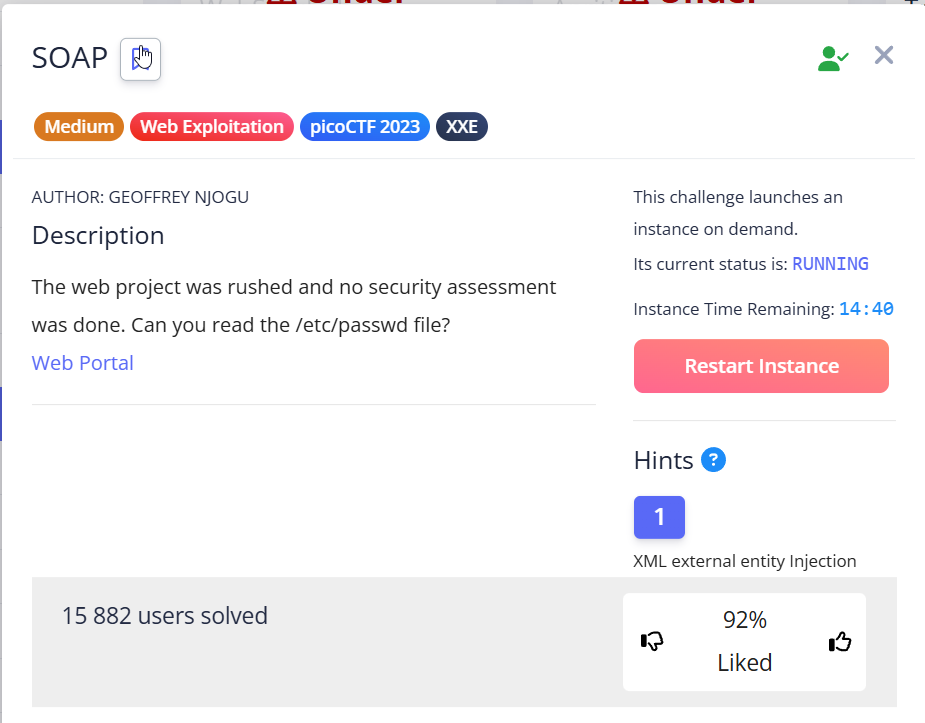 SOAP
Medium Web Exploitation picoCTF 2023 XXE
AUTHOR: GEOFFREY NJOGU
Description
The web project was rushed and no security assessment
was done. Can you read the /etc/passwd file?
Web Portal
This challenge launches an
instance on demand.
Its current status is: RUNNING
Instance Time Remaining: 14:40
Restart Instance
Hints ?
1
XML external entity Injection
15 882 users solved
92%
Liked